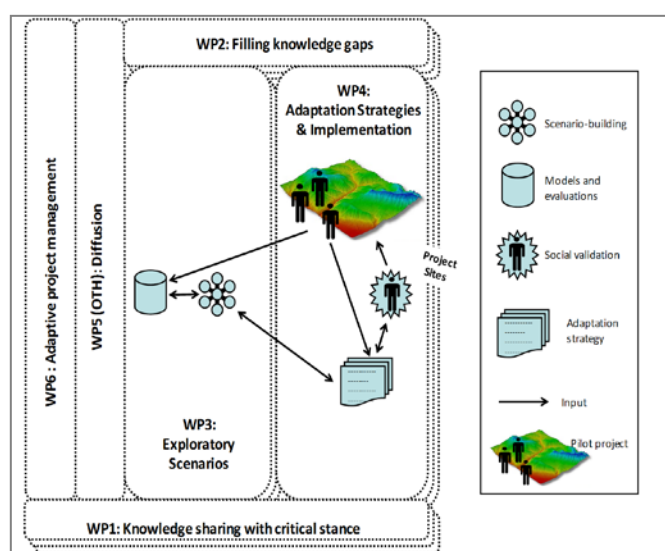 WP2: Filling knowledge gaps
WP6 : Adaptive project management
WP5 (OTH): Diffusion
WP4:
Adaptation Strategies
& Implementation
Project
Sites
WP3:
Exploratory
Scenarios
WP1: Knowledge sharing with critical stance
Scenario-building
Models and
evaluations
Social validation
Adaptation
strategy
Input
Pilot project